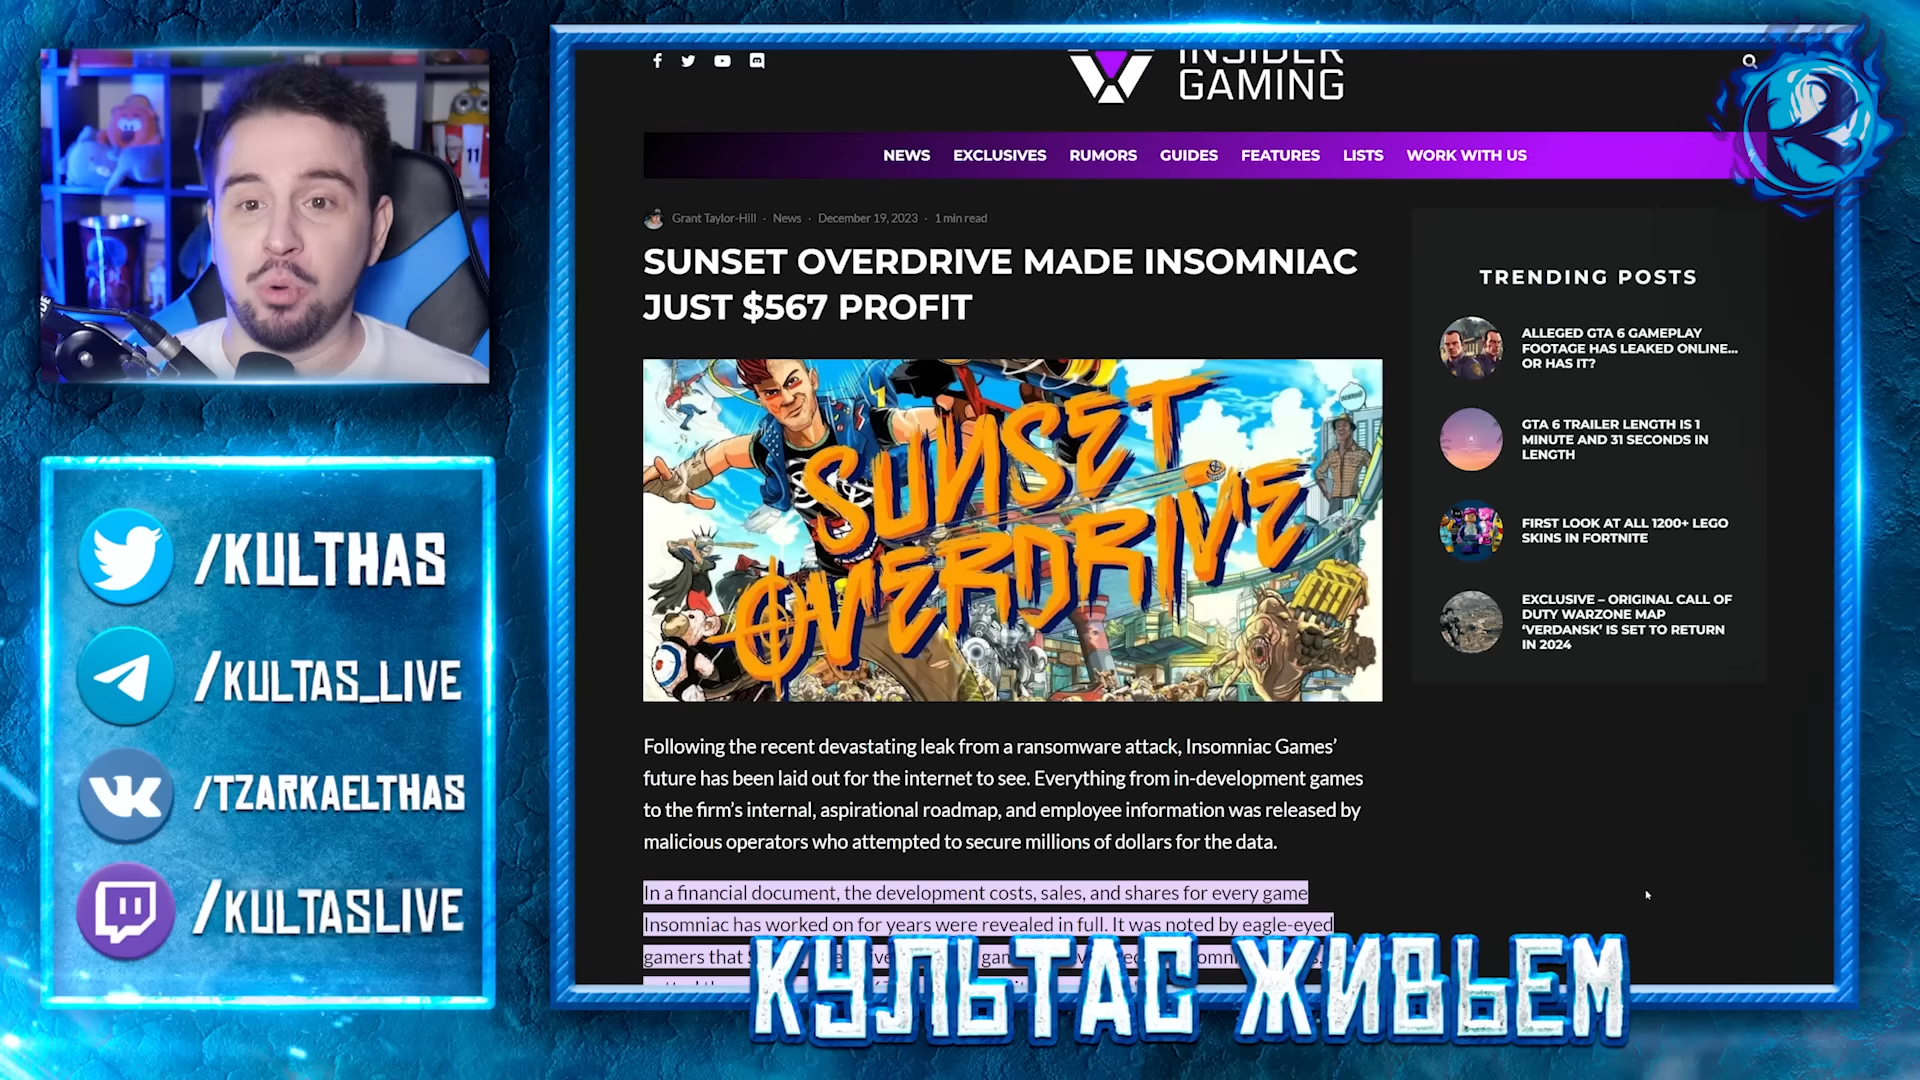 INSIDER
GAMING
NEWS EXCLUSIVES RUMORS GUIDES FEATURES LISTS WORK WITH US
Grant Taylor-Hill · News · December 19, 2023 · 1 min read
SUNSET OVERDRIVE MADE INSOMNIAC
JUST $567 PROFIT
SUNSET
OVERDRIVE
Following the recent devastating leak from a ransomware attack, Insomniac Games’
future has been laid out for the internet to see. Everything from in-development games
to the firm’s internal, aspirational roadmap, and employee information was released by
malicious operators who attempted to secure millions of dollars for the data.
In a financial document, the development costs, sales, and shares for every game
Insomniac has worked on for years were revealed in full. It was noted by eagle-eyed
gamers that
TRENDING POSTS
ALLEGED GTA 6 GAMEPLAY
FOOTAGE HAS LEAKED ONLINE...
OR HAS IT?
GTA 6 TRAILER LENGTH IS 1
MINUTE AND 31 SECONDS IN
LENGTH
FIRST LOOK AT ALL 1200+ LEGO
SKINS IN FORTNITE
EXCLUSIVE – ORIGINAL CALL OF
DUTY WARZONE MAP
‘VERDANSK’ IS SET TO RETURN
IN 2024
11
/KULTHAS
/KULTAS_LIVE
/TZARKAELTHAS
/KULTASLIVE
КУЛЬТАС ЖИВЬЕМ